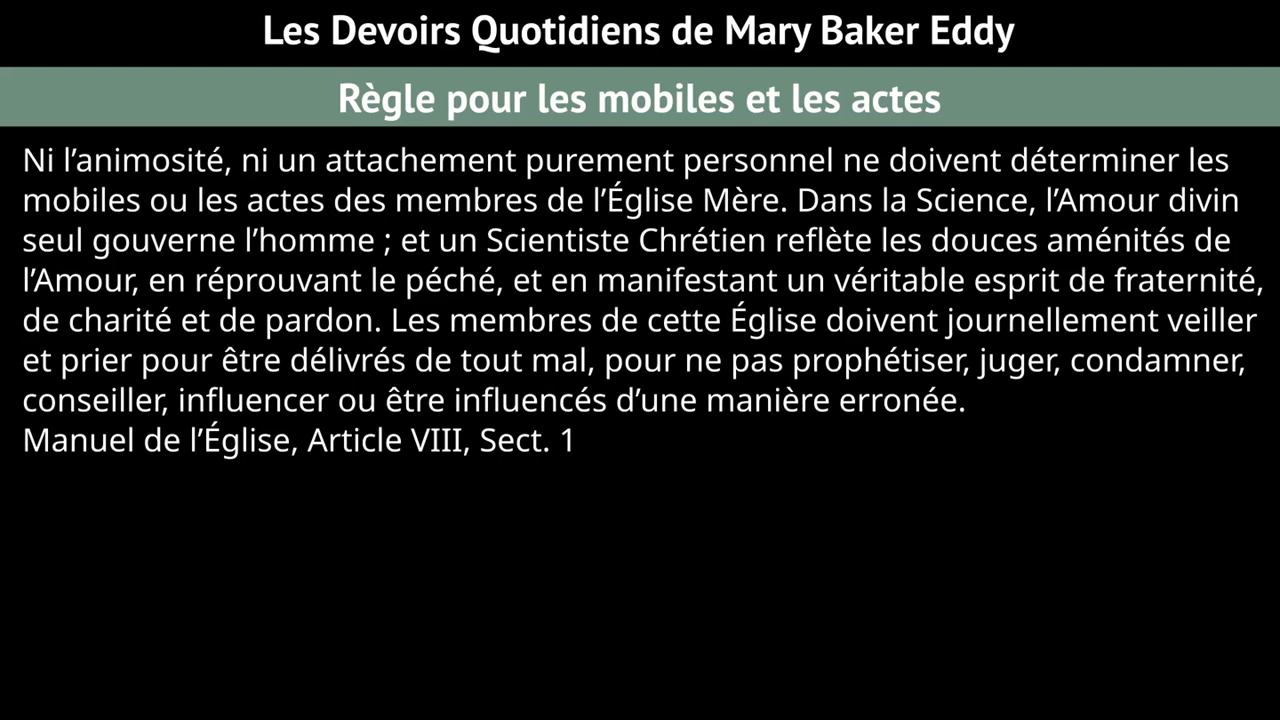 Les Devoirs Quotidiens de Mary Baker Eddy
Règle pour les mobiles et les actes
Ni l’animosité, ni un attachement purement personnel ne doivent déterminer les
mobiles ou les actes des membres de l’Église Mère. Dans la Science, l’Amour divin
seul gouverne l’homme ; et un Scientiste Chrétien reflète les douces aménités de
l’Amour, en réprouvant le péché, et en manifestant un véritable esprit de fraternité,
de charité et de pardon. Les membres de cette Église doivent journellement veiller
et prier pour être délivrés de tout mal, pour ne pas prophétiser, juger, condamner,
conseiller, influencer ou être influencés d’une manière erronée.
Manuel de l’Église, Article VIII, Sect. 1